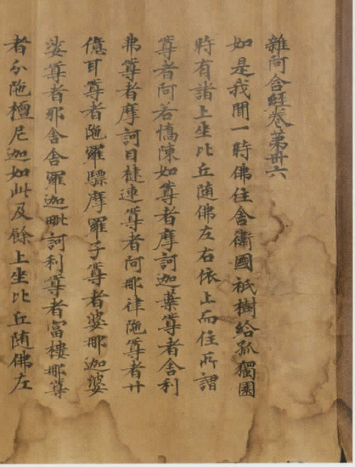 雜阿含經卷第卌六
如是我聞一時佛住舍衛國祇樹給孤獨園
時有諸上坐比丘隨佛左右依上而住所謂
尊者阿若憍陳如尊者摩訶迦葉尊者舍利
弗尊者摩訶目揵連尊者阿那律陁尊者廾
億耳尊者陁羅驃摩羅子尊者婆那迦婆
娑尊者耶舍舍羅迦毗訶利尊者富樓那尊
者分陁檀尼迦如此及餘上坐比丘隨佛左